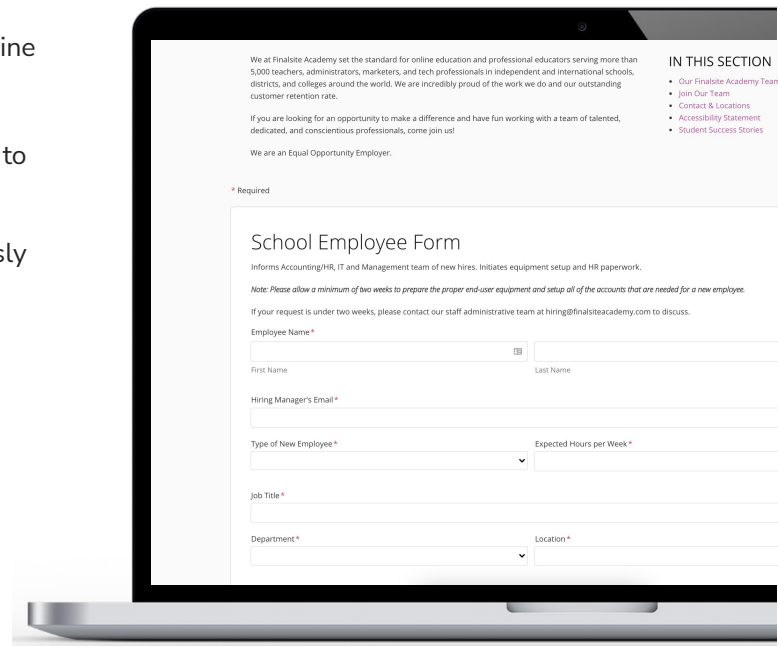 ine
to
sly
We at Finalsite Academy set the standard for online education and professional educators serving more than
5,000 teachers, administrators, marketers, and tech professionals in independent and international schools,
districts, and colleges around the world. We are incredibly proud of the work we do and our outstanding
customer retention rate.
If you are looking for an opportunity to make a difference and have fun working with a team of talented,
dedicated, and conscientious professionals, come join us!
We are an Equal Opportunity Employer.
IN THIS SECTION
• Our Finalsite Academy Team
• Join Our Team
• Contact & Locations
• Accessibility Statement
• Student Success Stories
* Required
School Employee Form
Informs Accounting/HR, IT and Management team of new hires. Initiates equipment setup and HR paperwork.
Note: Please allow a minimum of two weeks to prepare the proper end-user equipment and setup all of the accounts that are needed for a new employee.
If your request is under two weeks, please contact our staff administrative team at hiring@finalsiteacademy.com to discuss.
Employee Name *
First Name
Last Name
Hiring Manager's Email *
Type of New Employee *
Expected Hours per Week *
Job Title *
Department *
Location *